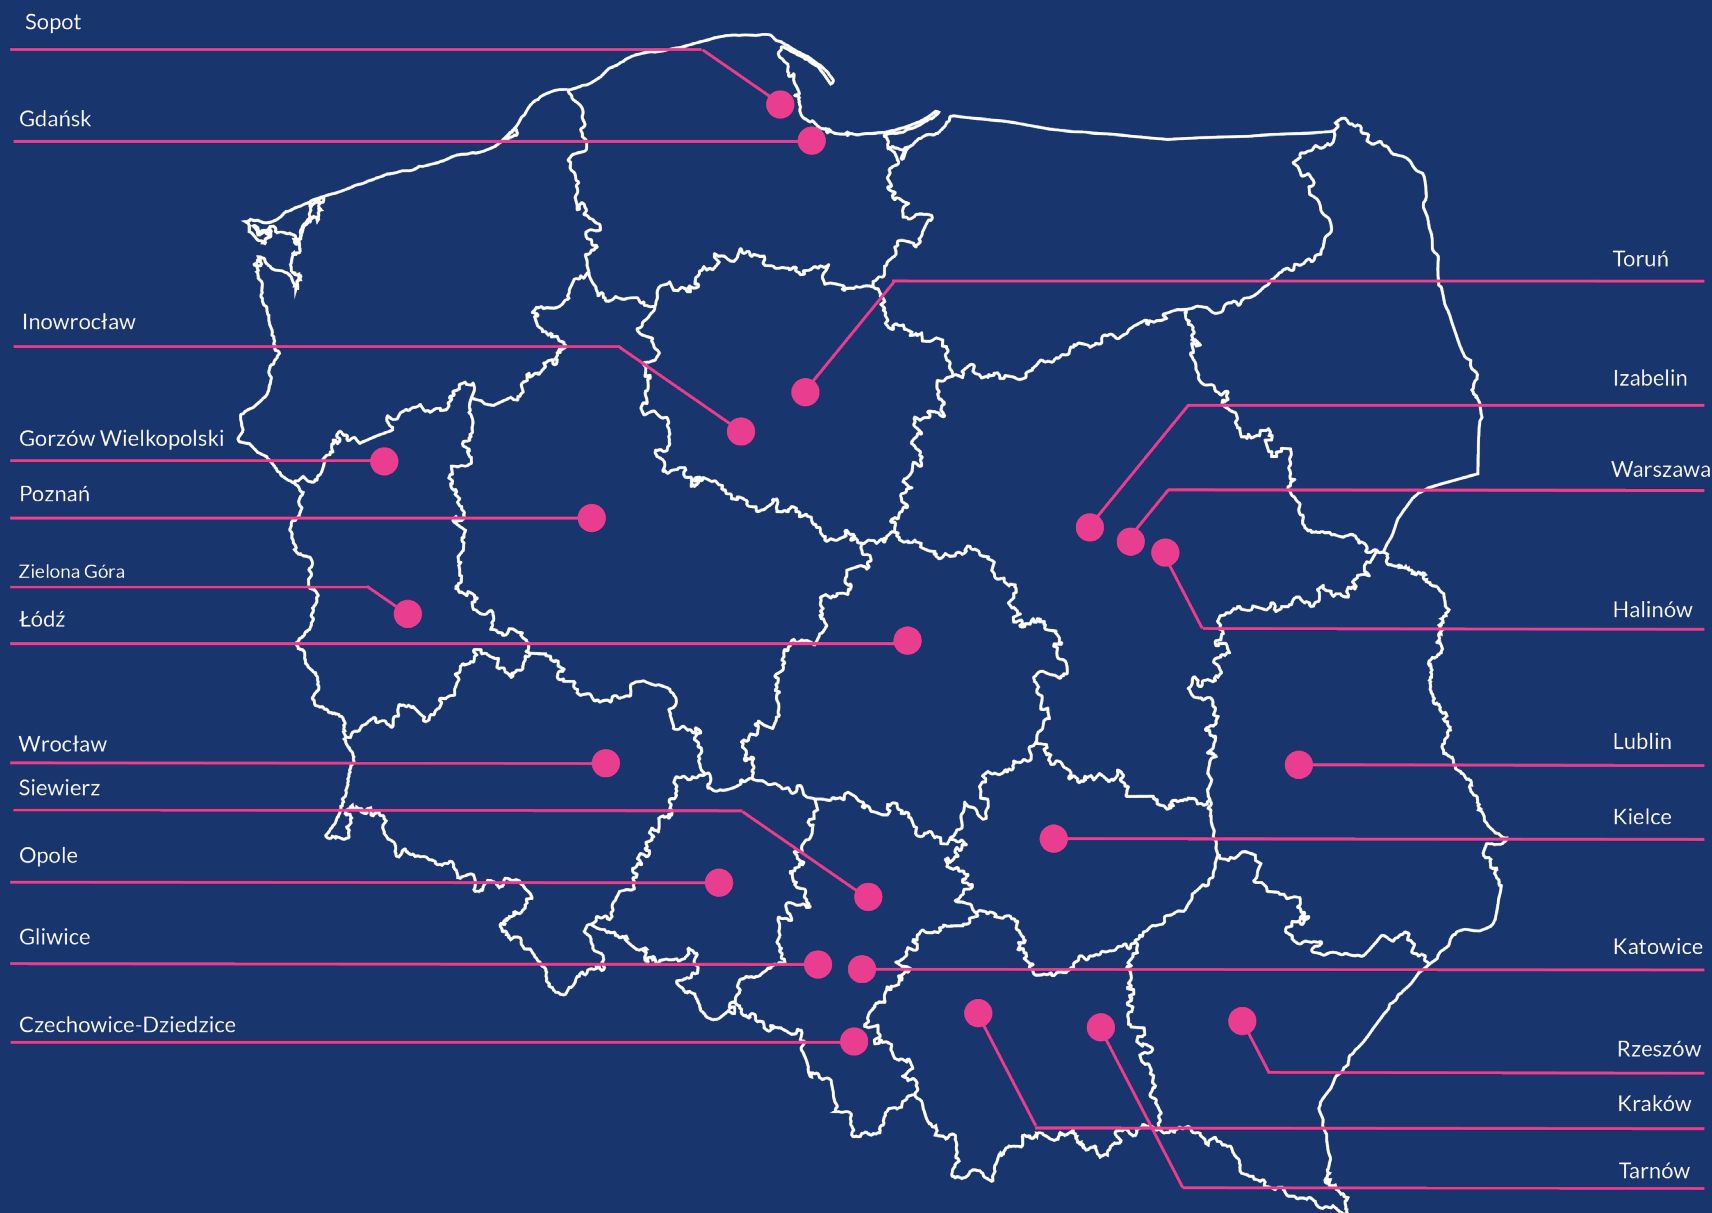 Sopot
Gdańsk
Toruń
Inowrocław
Izabelin
Gorzów Wielkopolski
Warszawa
Poznań
Zielona Góra
Halinów
Łódź
Wrocław
Lublin
Siewierz
Kielce
Opole
Gliwice
Katowice
Czechowice-Dziedzice
Rzeszów
Kraków
Tarnów